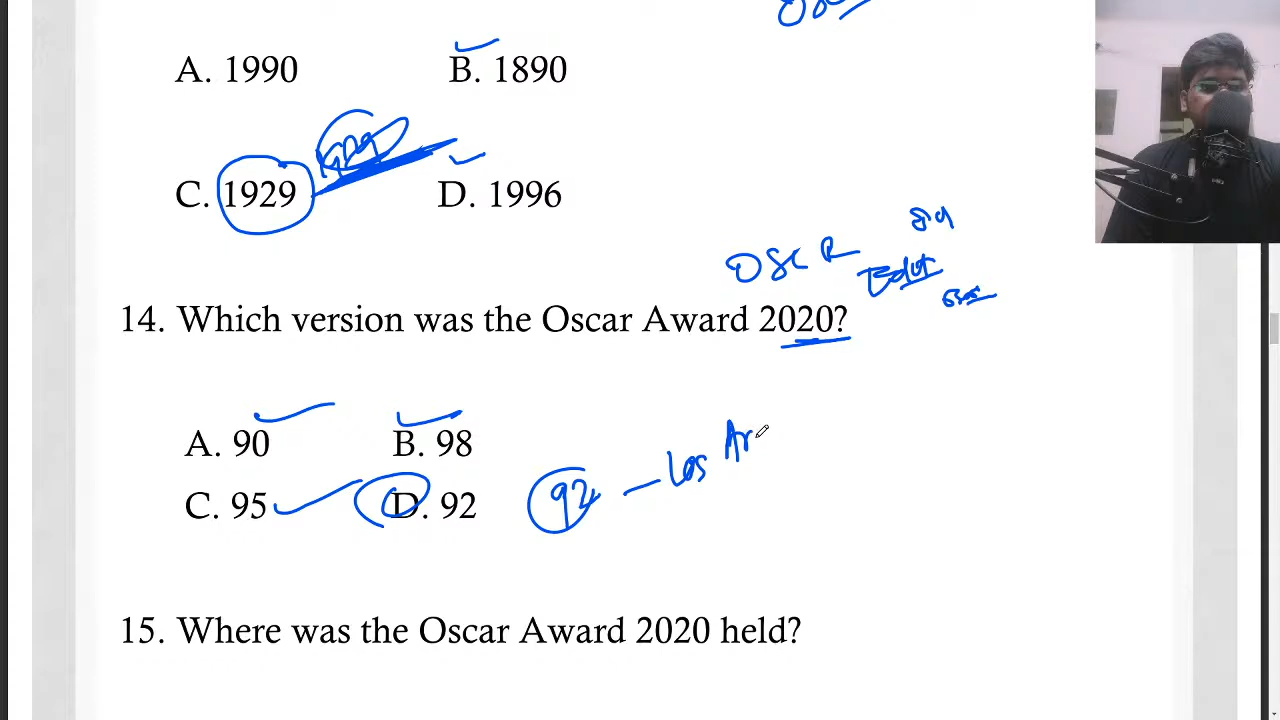 A. 1990 B. 1890
C. 1929 D. 1996
OSCR
14. Which version was the Oscar Award 2020?
A. 90 B. 98
C. 95 D. 92 92 – Los
15. Where was the Oscar Award 2020 held?